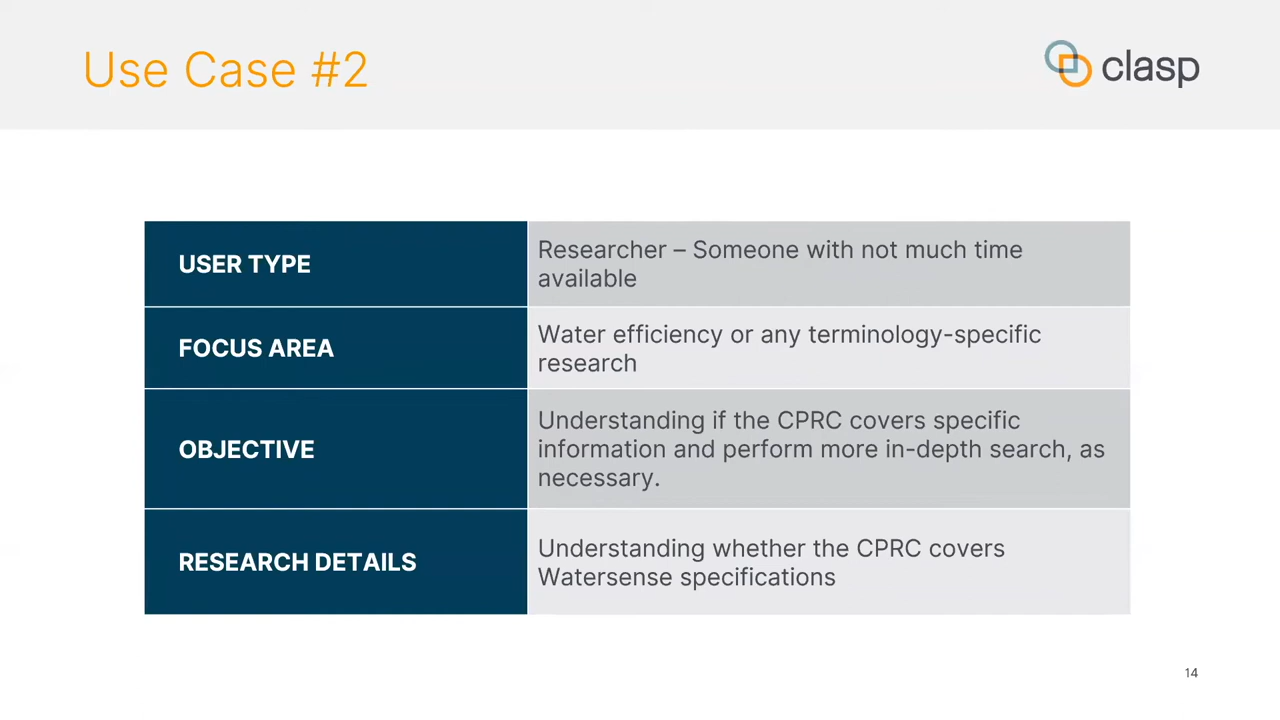 Use Case #2
clasp
USER TYPE
Researcher – Someone with not much time
available
FOCUS AREA
Water efficiency or any terminology-specific
research
OBJECTIVE
Understanding if the CPRC covers specific
information and perform more in-depth search, as
necessary.
RESEARCH DETAILS
Understanding whether the CPRC covers
Watersense specifications
14